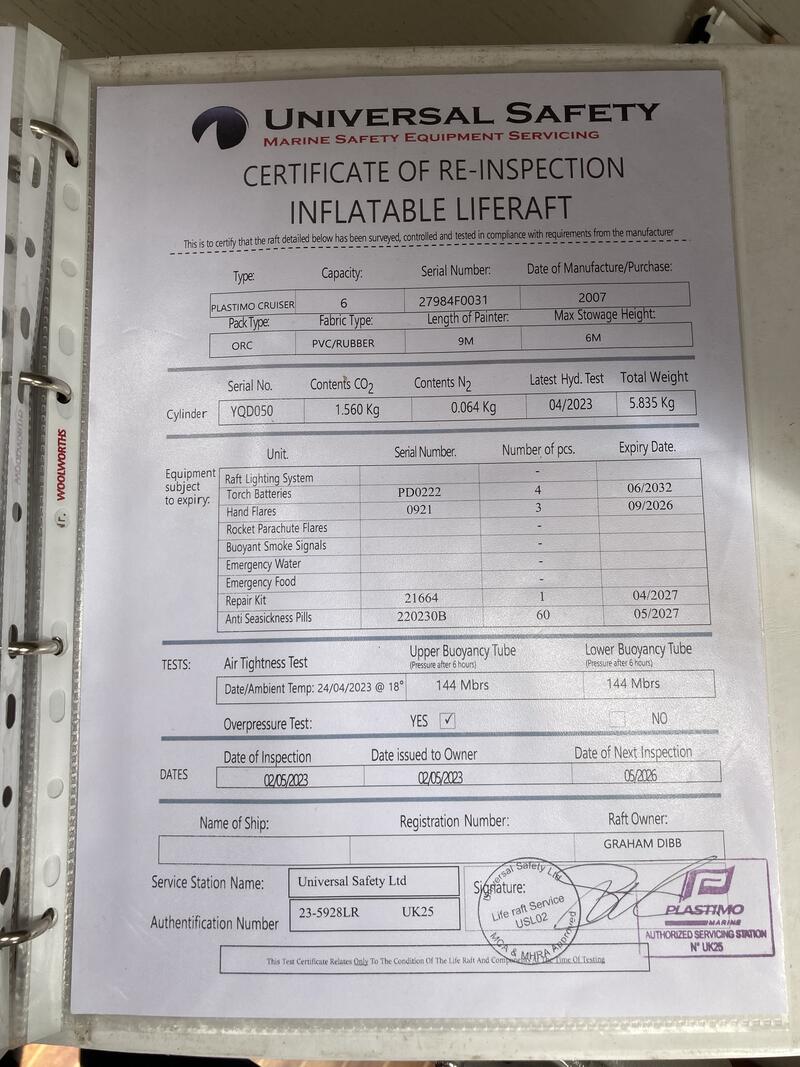 UNIVERSAL SAFETY
MARINE SAFETY EQUIPMENT SERVICING
CERTIFICATE OF RE-INSPECTION
INFLATABLE LIFERAFT
This is to certify that the raft detailed below has been surveyed, controlled and tested in compliance with requirements from the manufacturer
Type: Capacity: Serial Number: Date of Manufacture/Purchase:
PLASTIMO CRUISER 6 27984F0031 2007
Pack Type: Fabric Type: Length of Painter: Max Stowage Height:
ORC PVC/RUBBER 9M 6M
Serial No. Contents CO2 Contents N2 Latest Hyd. Test Total Weight
Cylinder YQD050 1.560 Kg 0.064 Kg 04/2023 5.835 Kg
Unit. Serial Number. Number of pcs. Expiry Date.
Equipment subject to expiry:
Raft Lighting System -
Torch Batteries PD0222 4 06/2032
Hand Flares 0921 3 09/2026
Rocket Parachute Flares -
Buoyant Smoke Signals -
Emergency Water -
Emergency Food -
Repair Kit 21664 1 04/2027
Anti Seasickness Pills 220230B 60 05/2027
TESTS: Air Tightness Test Upper Buoyancy Tube Lower Buoyancy Tube
(Pressure after 6 hours) (Pressure after 6 hours)
Date/Ambient Temp: 24/04/2023 @ 18° 144 Mbrs 144 Mbrs
Overpressure Test: YES ✓ NO
Date of Inspection Date issued to Owner Date of Next Inspection
DATES 02/05/2023 02/05/2023 05/2026
Name of Ship: Registration Number: Raft Owner:
GRAHAM DIBB
Service Station Name: Universal Safety Ltd Signature:
Authentification Number 23-5928LR UK25
Universal Safety Ltd
Life raft Service
USL02
MCA & MHRA Approved
PLASTIMO
MARINE
AUTHORIZED SERVICING STATION
N° UK25
This Test Certificate Relates Only To The Condition Of The Life Raft And Components At The Time Of Testing
WOOLWORTHS